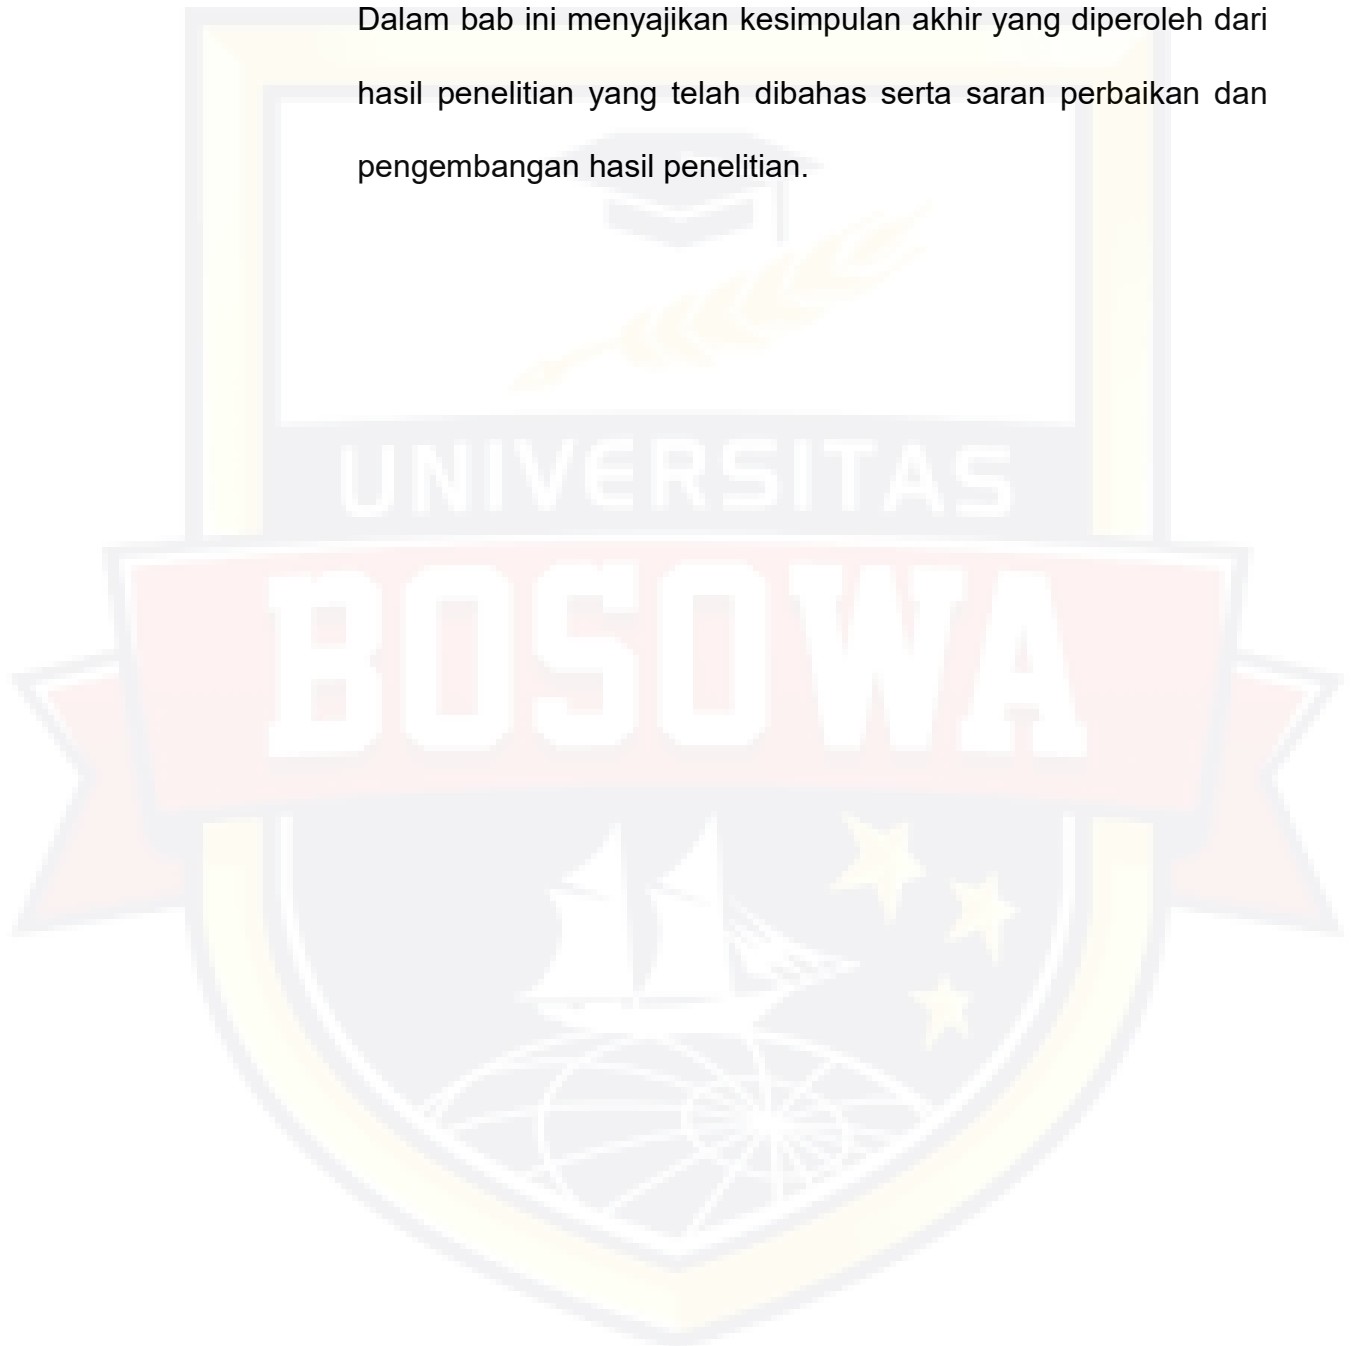 Dalam bab ini menyajikan kesimpulan akhir yang diperoleh dari
hasil penelitian yang telah dibahas serta saran perbaikan dan
pengembangan hasil penelitian.
UNIVERSITAS
BOSOWA